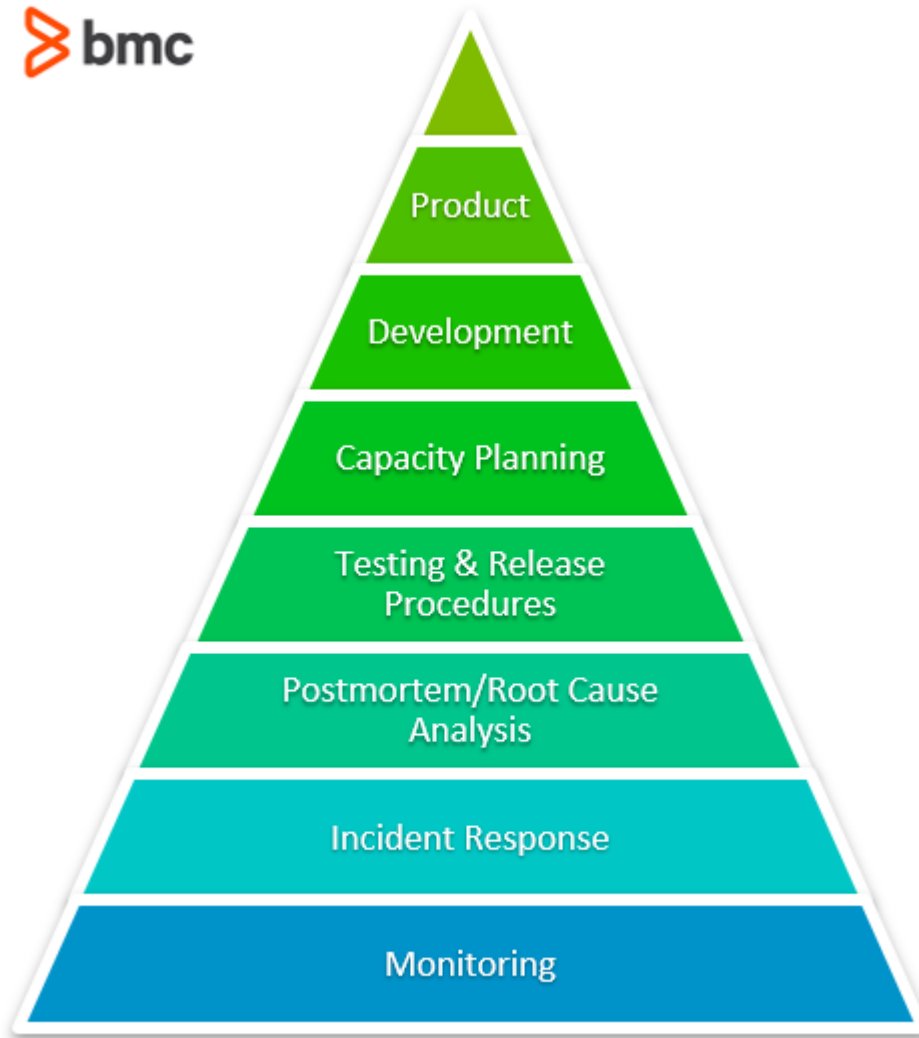 bmc
Product
Development
Capacity Planning
Testing & Release
Procedures
Postmortem/Root Cause
Analysis
Incident Response
Monitoring